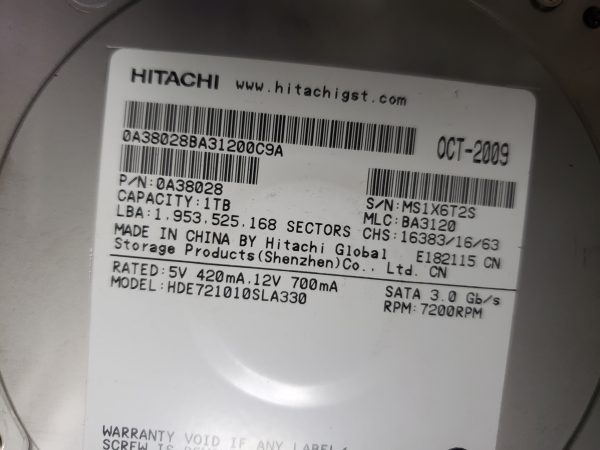 HITACHI www.hitachigst.com
0A38028BA31200C9A OCT-2009
P/N:0A38028 S/N:MS1X6T2S
CAPACITY:1TB MLC:BA3120
LBA:1,953,525,168 SECTORS CHS:16383/16/63
MADE IN CHINA BY Hitachi Global E182115 CN
Storage Products(Shenzhen)Co., Ltd. CN
RATED:5V 420mA,12V 700mA SATA 3.0 Gb/s
MODEL:HDE721010SLA330 RPM:7200RPM
WARRANTY VOID IF ANY LABEL
SCREW IS